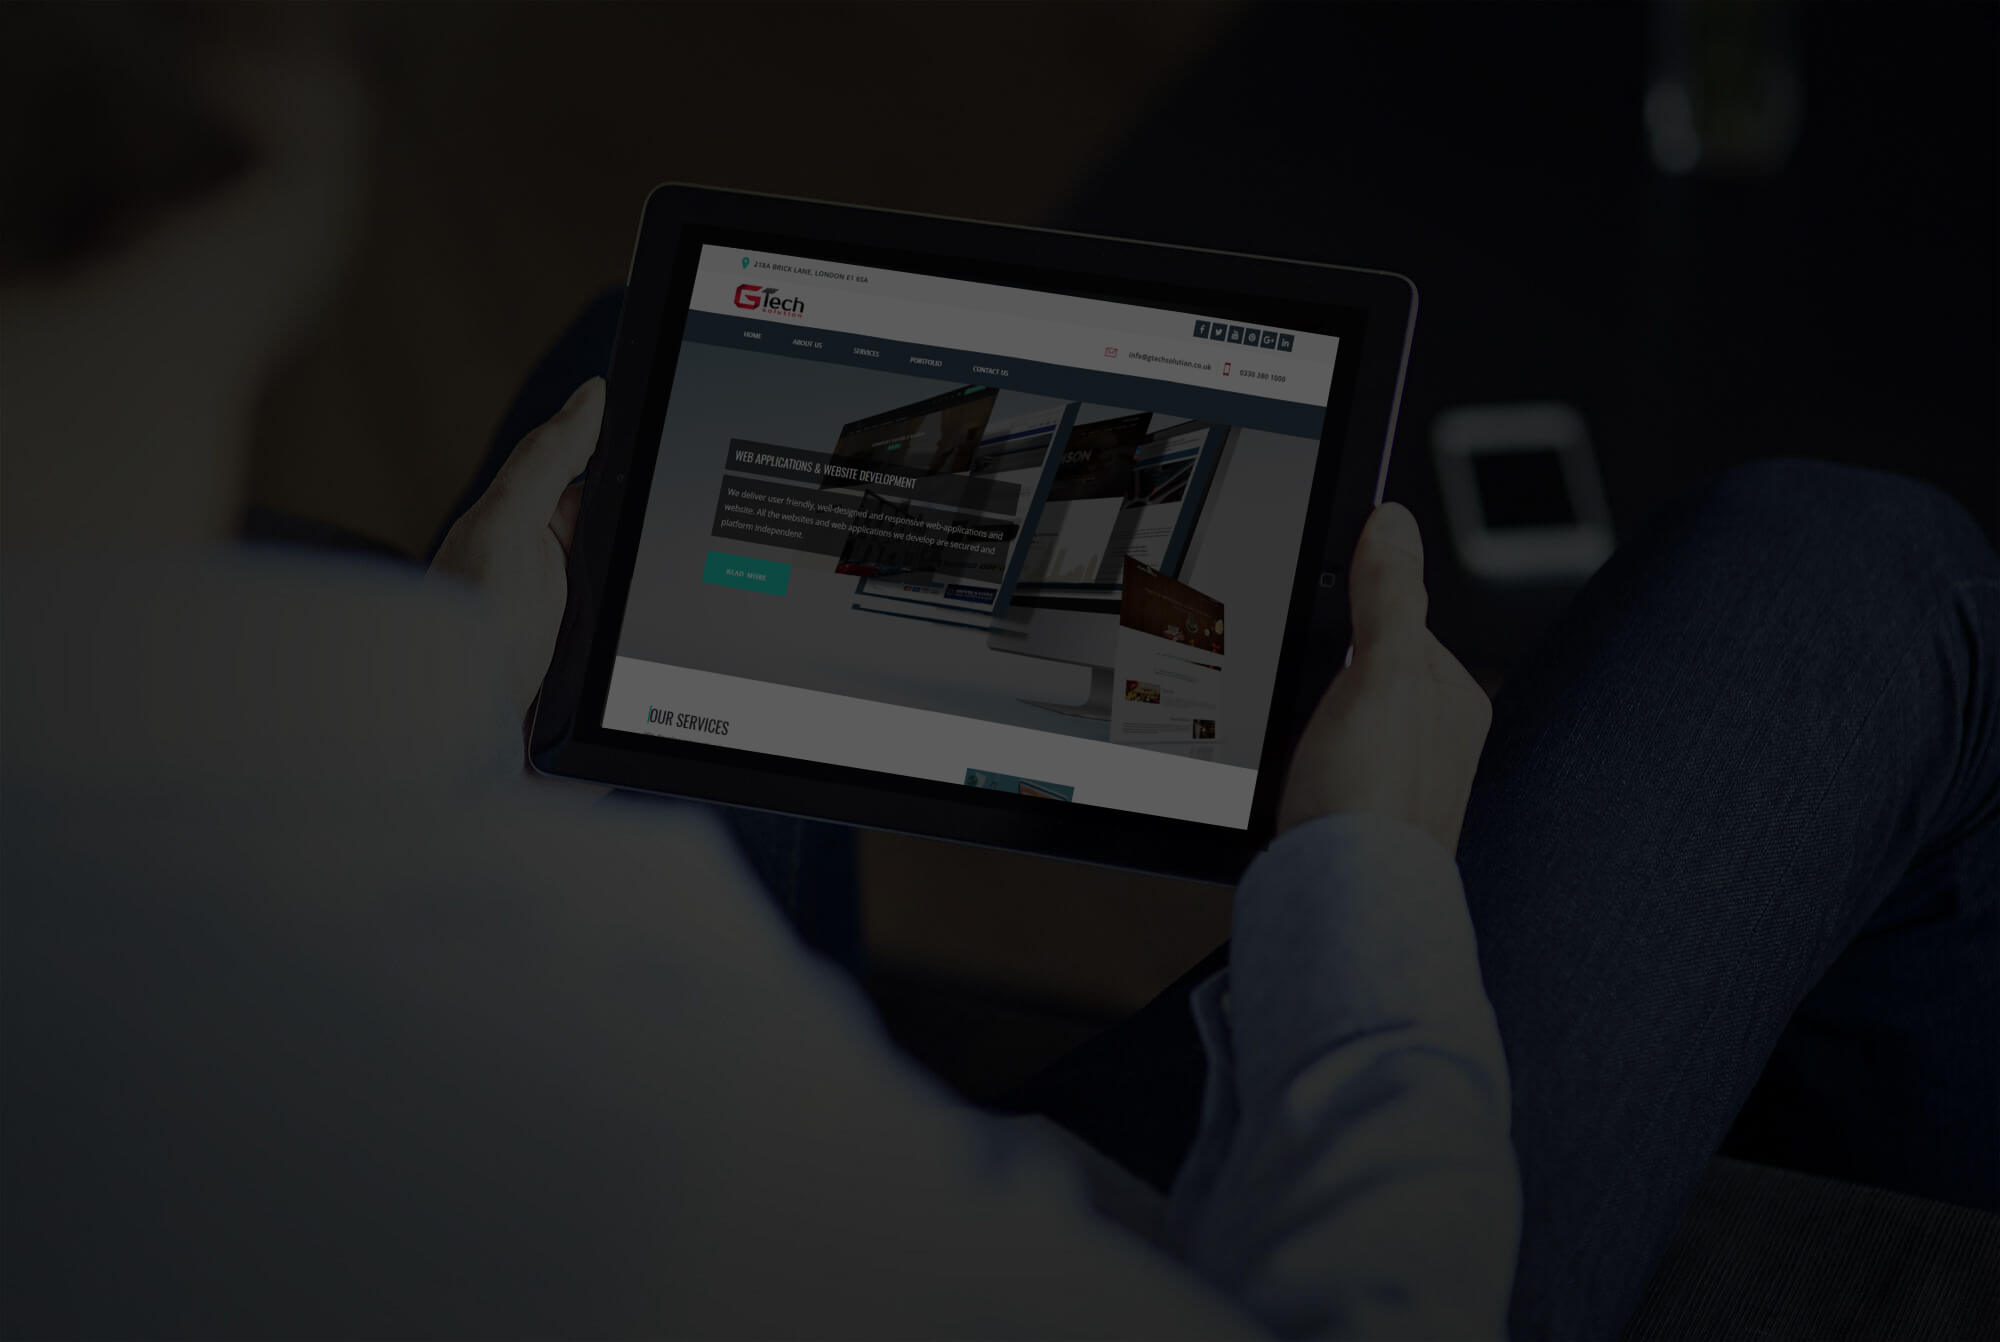 218A BRICK LANE, LONDON E1 6SA
GTech
solution
info@gtechsolution.co.uk
0330 380 1000
HOME
ABOUT US
SERVICES
PORTFOLIO
CONTACT US
WEB APPLICATIONS & WEBSITE DEVELOPMENT
We deliver user friendly, well-designed and responsive web-applications and
website. All the websites and web applications we develop are secured and
platform independent.
READ MORE
OUR SERVICES